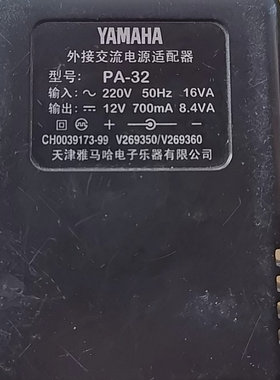 YAMAHA
外接交流电源适配器
型号: PA-32
输入: ～ 220V 50Hz 16VA
输出: ⎓ 12V 700mA 8.4VA
+ −
CH0039173-99 V269350/V269360
天津雅马哈电子乐器有限公司